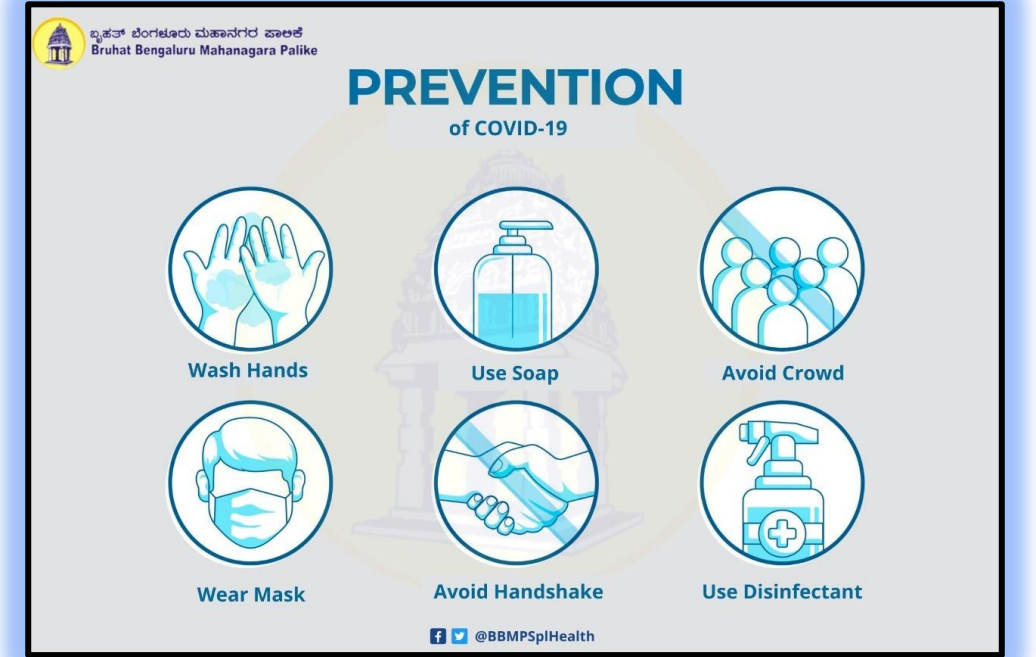 ಬೃಹತ್ ಬೆಂಗಳೂರು ಮಹಾನಗರ ಪಾಲಿಕೆ
Bruhat Bengaluru Mahanagara Palike
PREVENTION
of COVID-19
Wash Hands
Use Soap
Avoid Crowd
Wear Mask
Avoid Handshake
Use Disinfectant
@BBMPSplHealth